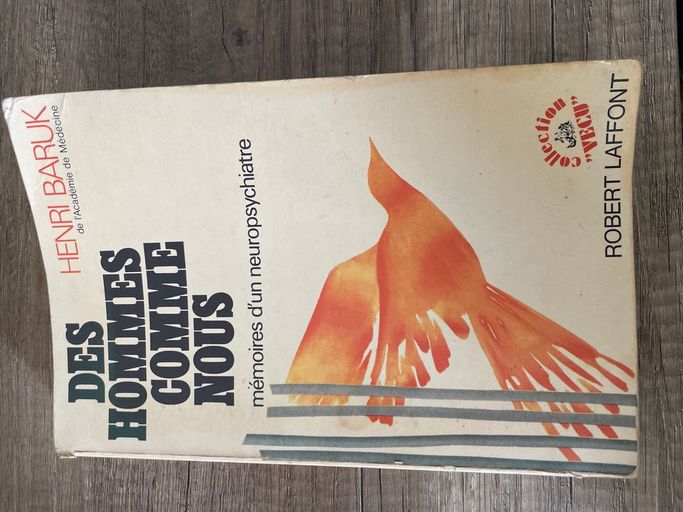 HENRI BARUK
de l'Académie de Médecine
DES
HOMMES
COMME
NOUS
mémoires d'un neuropsychiatre
collection
"VÉCU"
ROBERT LAFFONT